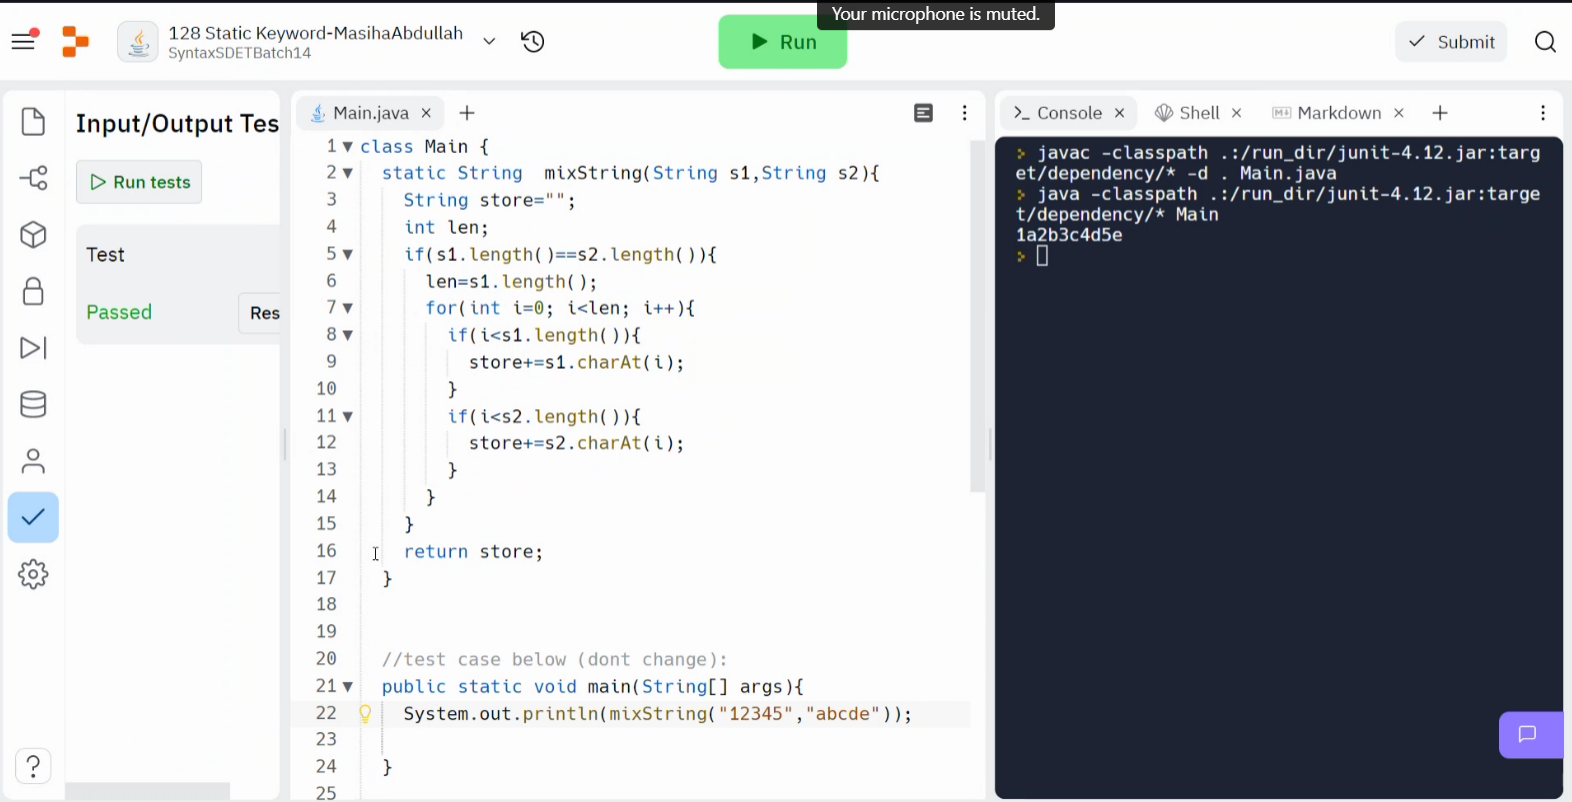 Your microphone is muted.
128 Static Keyword-MasihaAbdullah
SyntaxSDETBatch14
Run
Submit
Input/Output Tes
Run tests
Test
Passed
Res
Main.java
1 class Main {
2 static String  mixString(String s1,String s2){
3 String store="";
4 int len;
5 if(s1.length()==s2.length()){
6 len=s1.length();
7 for(int i=0; i<len; i++){
8 if(i<s1.length()){
9 store+=s1.charAt(i);
10 }
11 if(i<s2.length()){
12 store+=s2.charAt(i);
13 }
14 }
15 }
16 return store;
17 }
18
19
20 //test case below (dont change):
21 public static void main(String[] args){
22 System.out.println(mixString("12345","abcde"));
23
24 }
25
>_ Console
Shell
Markdown
> javac -classpath .:/run_dir/junit-4.12.jar:targ
et/dependency/* -d . Main.java
> java -classpath .:/run_dir/junit-4.12.jar:targe
t/dependency/* Main
1a2b3c4d5e
>
?